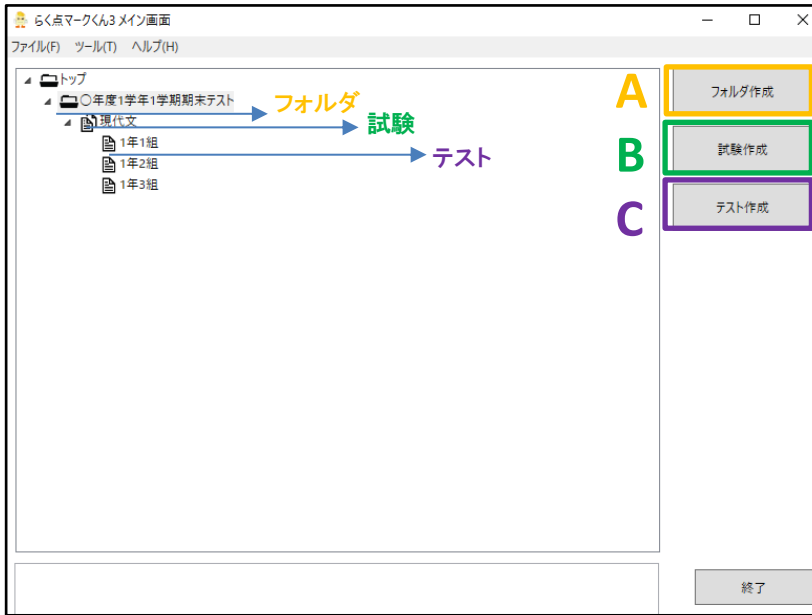 らく点マークくん3 メイン画面
ファイル(F) ツール(T) ヘルプ(H)
トップ
〇年度1学年1学期期末テスト
フォルダ
現代文
試験
1年1組
テスト
1年2組
1年3組
A
フォルダ作成
B
試験作成
C
テスト作成
終了